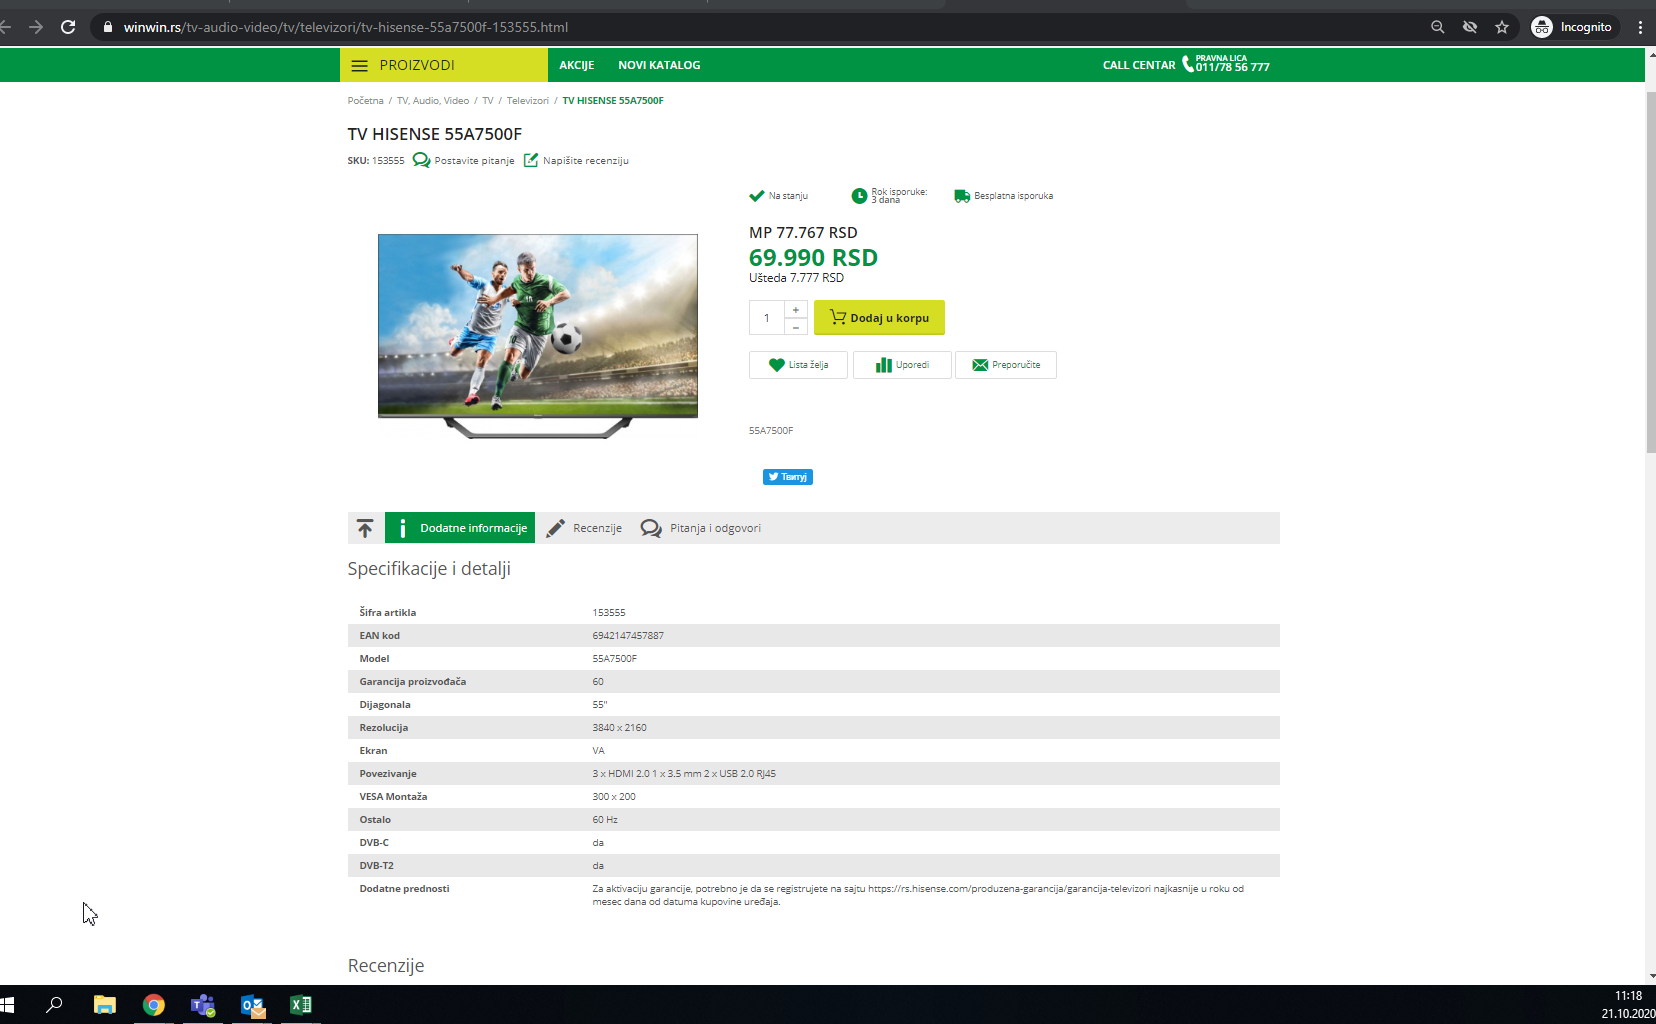 winwin.rs/tv-audio-video/tv/televizori/tv-hisense-55a7500f-153555.html
Incognito
PROIZVODI
AKCIJE
NOVI KATALOG
CALL CENTAR
PRAVNA LICA
011/78 56 777
Početna / TV, Audio, Video / TV / Televizori / TV HISENSE 55A7500F
TV HISENSE 55A7500F
SKU: 153555 Postavite pitanje Napišite recenziju
Na stanju
Rok isporuke:
3 dana
Besplatna isporuka
MP 77.767 RSD
69.990 RSD
Ušteda 7.777 RSD
1 + −
Dodaj u korpu
Lista želja
Uporedi
Preporučite
55A7500F
Твитуј
Dodatne informacije
Recenzije
Pitanja i odgovori
Specifikacije i detalji
Šifra artikla 153555
EAN kod 6942147457887
Model 55A7500F
Garancija proizvođača 60
Dijagonala 55"
Rezolucija 3840 x 2160
Ekran VA
Povezivanje 3 x HDMI 2.0 1 x 3.5 mm 2 x USB 2.0 RJ45
VESA Montaža 300 x 200
Ostalo 60 Hz
DVB-C da
DVB-T2 da
Dodatne prednosti Za aktivaciju garancije, potrebno je da se registrujete na sajtu https://rs.hisense.com/produzena-garancija/garancija-televizori najkasnije u roku od
mesec dana od datuma kupovine uređaja.
Recenzije
11:18
21.10.2020